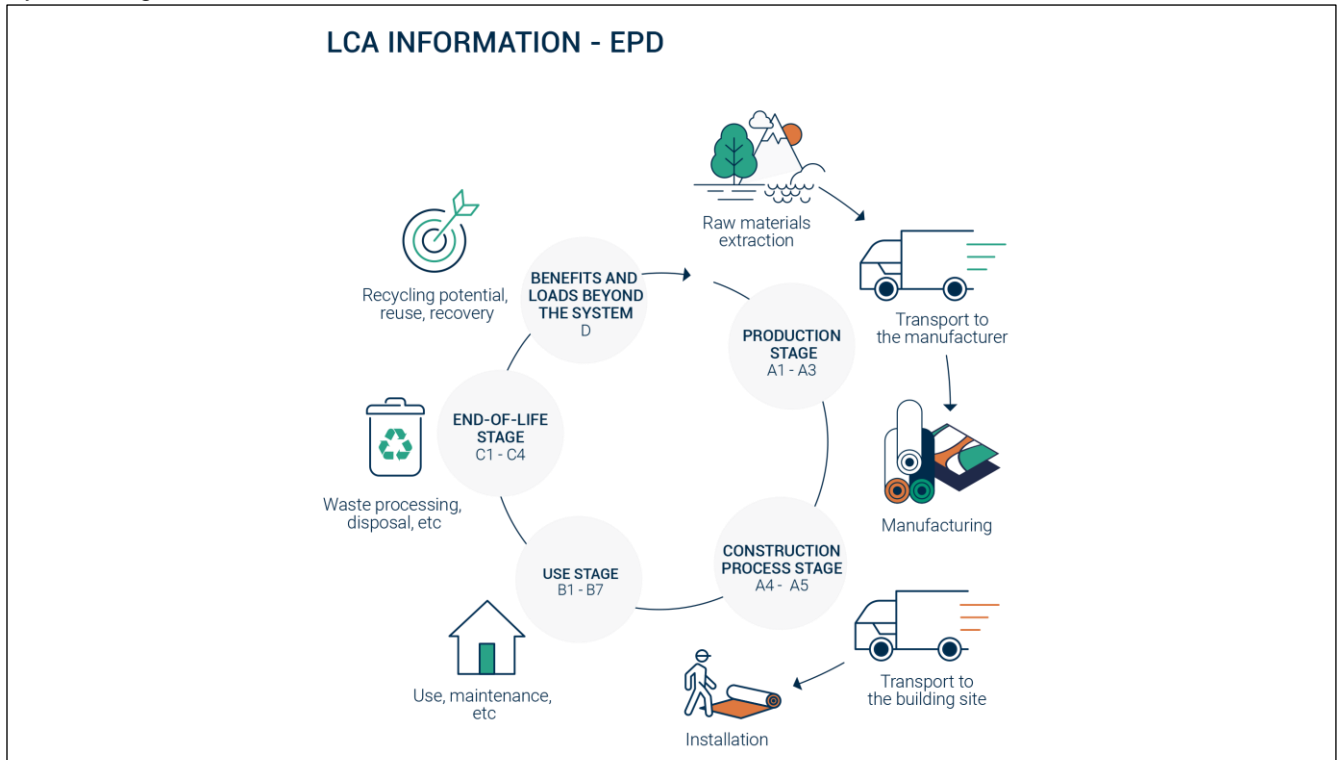 LCA INFORMATION - EPD
Raw materials
extraction
Transport to
the manufacturer
Manufacturing
Transport to
the building site
Installation
Use, maintenance,
etc
Waste processing,
disposal, etc
Recycling potential,
reuse, recovery
BENEFITS AND
LOADS BEYOND
THE SYSTEM
D
PRODUCTION
STAGE
A1 - A3
CONSTRUCTION
PROCESS STAGE
A4 - A5
USE STAGE
B1 - B7
END-OF-LIFE
STAGE
C1 - C4